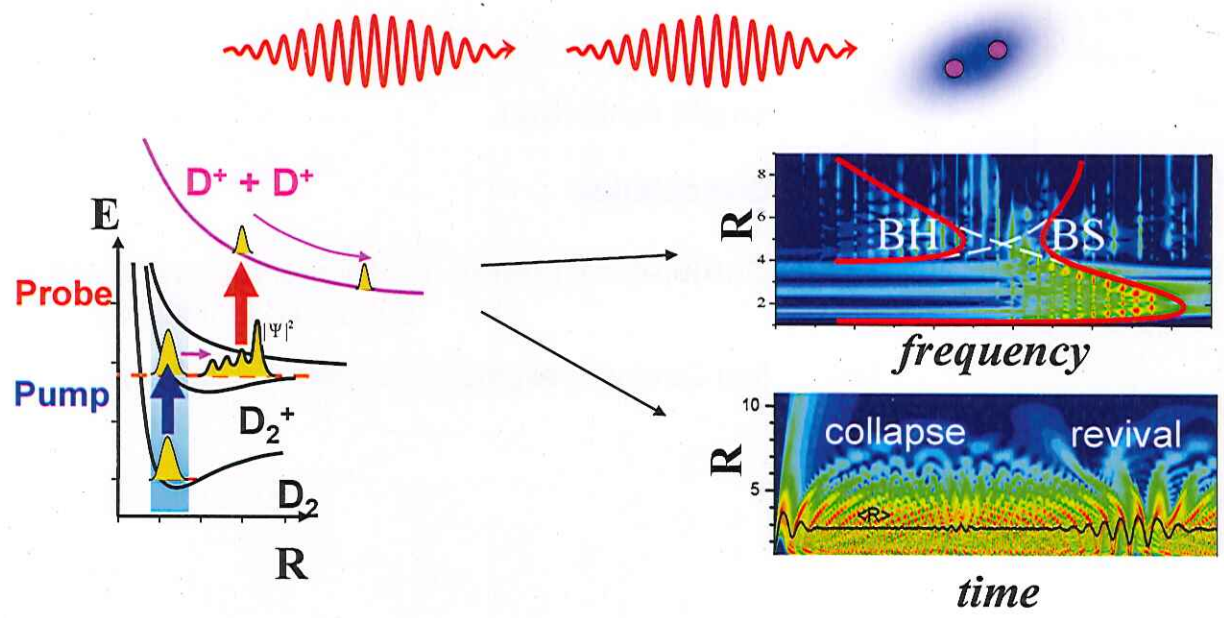 D⁺ + D⁺
E
Probe
|Ψ|²
Pump
D₂⁺
D₂
R
8
6
4
2
R
BH
BS
frequency
10
5
R
collapse
revival
<R>
time